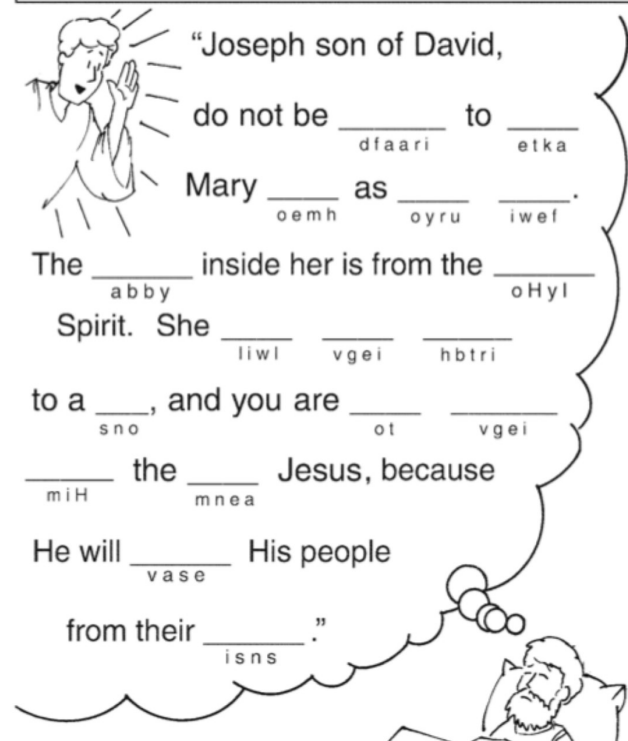 “Joseph son of David,
do not be ______ to ____
dfaari etka
Mary ____ as ____ ____.
oemh oyru iwef
The ______ inside her is from the ______
abby oHyl
Spirit. She ____ ____ _____
liwl vgei hbtri
to a ___, and you are ____ ______
sno ot vgei
_____ the ____ Jesus, because
miH mnea
He will ______ His people
vase
from their ______.”
isns